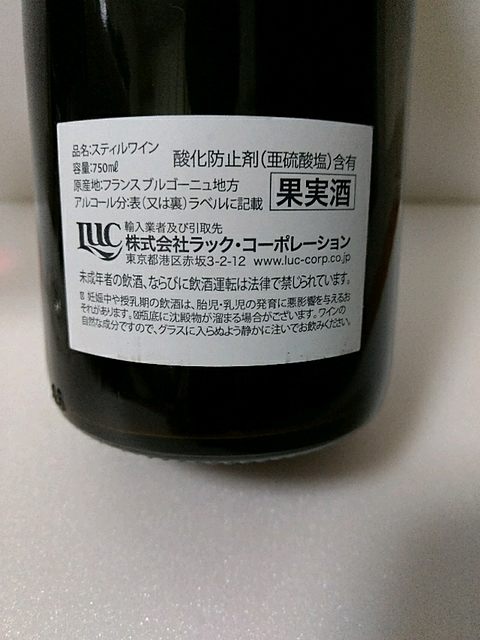 品名:スティルワイン
容量:750㎖
酸化防止剤(亜硫酸塩)含有
原産地:フランスブルゴーニュ地方
アルコール分:表(又は裏)ラベルに記載
果実酒
LUC
輸入業者及び引取先
株式会社ラック・コーポレーション
東京都港区赤坂3-2-12 www.luc-corp.co.jp
未成年者の飲酒、ならびに飲酒運転は法律で禁じられています。
妊娠中や授乳期の飲酒は、胎児・乳児の発育に悪影響を与えるお
それがあります。瓶底に沈殿物が溜まる場合がございます。ワインの
自然な成分ですので、グラスに入らぬよう静かに注いでお飲みください。